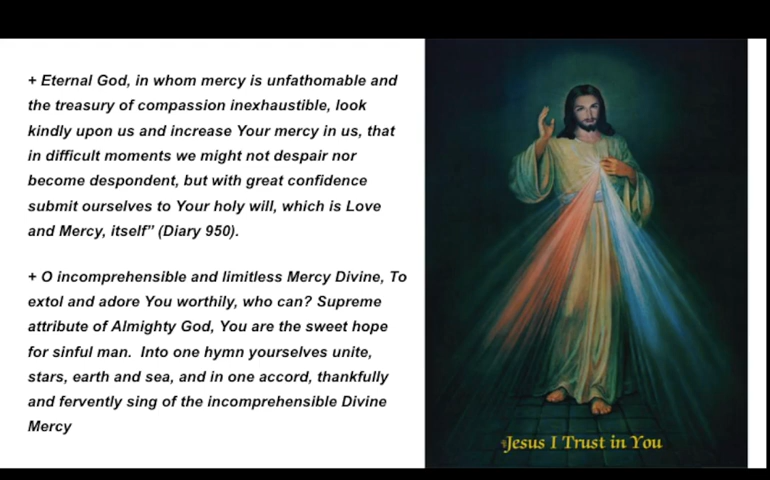 + Eternal God, in whom mercy is unfathomable and
the treasury of compassion inexhaustible, look
kindly upon us and increase Your mercy in us, that
in difficult moments we might not despair nor
become despondent, but with great confidence
submit ourselves to Your holy will, which is Love
and Mercy, itself” (Diary 950).
+ O incomprehensible and limitless Mercy Divine, To
extol and adore You worthily, who can? Supreme
attribute of Almighty God, You are the sweet hope
for sinful man.  Into one hymn yourselves unite,
stars, earth and sea, and in one accord, thankfully
and fervently sing of the incomprehensible Divine
Mercy
Jesus I Trust in You